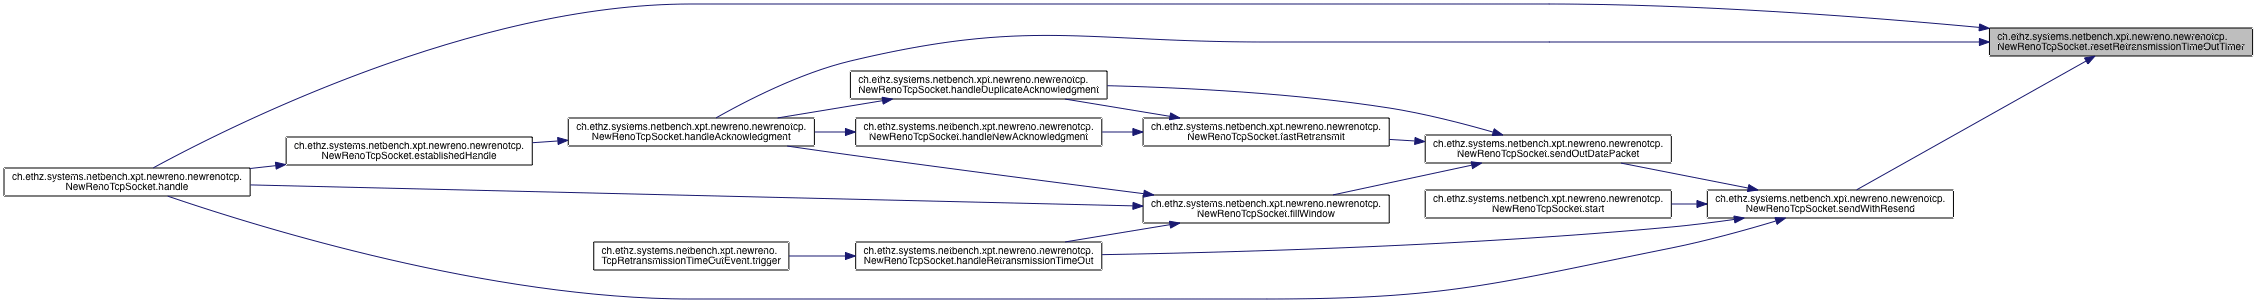 ch.ethz.systems.netbench.xpt.newreno.newrenotcp.
NewRenoTcpSocket.resetRetransmissionTimeOutTimer
ch.ethz.systems.netbench.xpt.newreno.newrenotcp.
NewRenoTcpSocket.handleDuplicateAcknowledgment
ch.ethz.systems.netbench.xpt.newreno.newrenotcp.
NewRenoTcpSocket.handleAcknowledgment
ch.ethz.systems.netbench.xpt.newreno.newrenotcp.
NewRenoTcpSocket.handleNewAcknowledgment
ch.ethz.systems.netbench.xpt.newreno.newrenotcp.
NewRenoTcpSocket.fastRetransmit
ch.ethz.systems.netbench.xpt.newreno.newrenotcp.
NewRenoTcpSocket.establishedHandle
ch.ethz.systems.netbench.xpt.newreno.newrenotcp.
NewRenoTcpSocket.sendOutDataPacket
ch.ethz.systems.netbench.xpt.newreno.newrenotcp.
NewRenoTcpSocket.handle
ch.ethz.systems.netbench.xpt.newreno.newrenotcp.
NewRenoTcpSocket.fillWindow
ch.ethz.systems.netbench.xpt.newreno.newrenotcp.
NewRenoTcpSocket.start
ch.ethz.systems.netbench.xpt.newreno.newrenotcp.
NewRenoTcpSocket.sendWithResend
ch.ethz.systems.netbench.xpt.newreno.
TcpRetransmissionTimeOutEvent.trigger
ch.ethz.systems.netbench.xpt.newreno.newrenotcp.
NewRenoTcpSocket.handleRetransmissionTimeOut